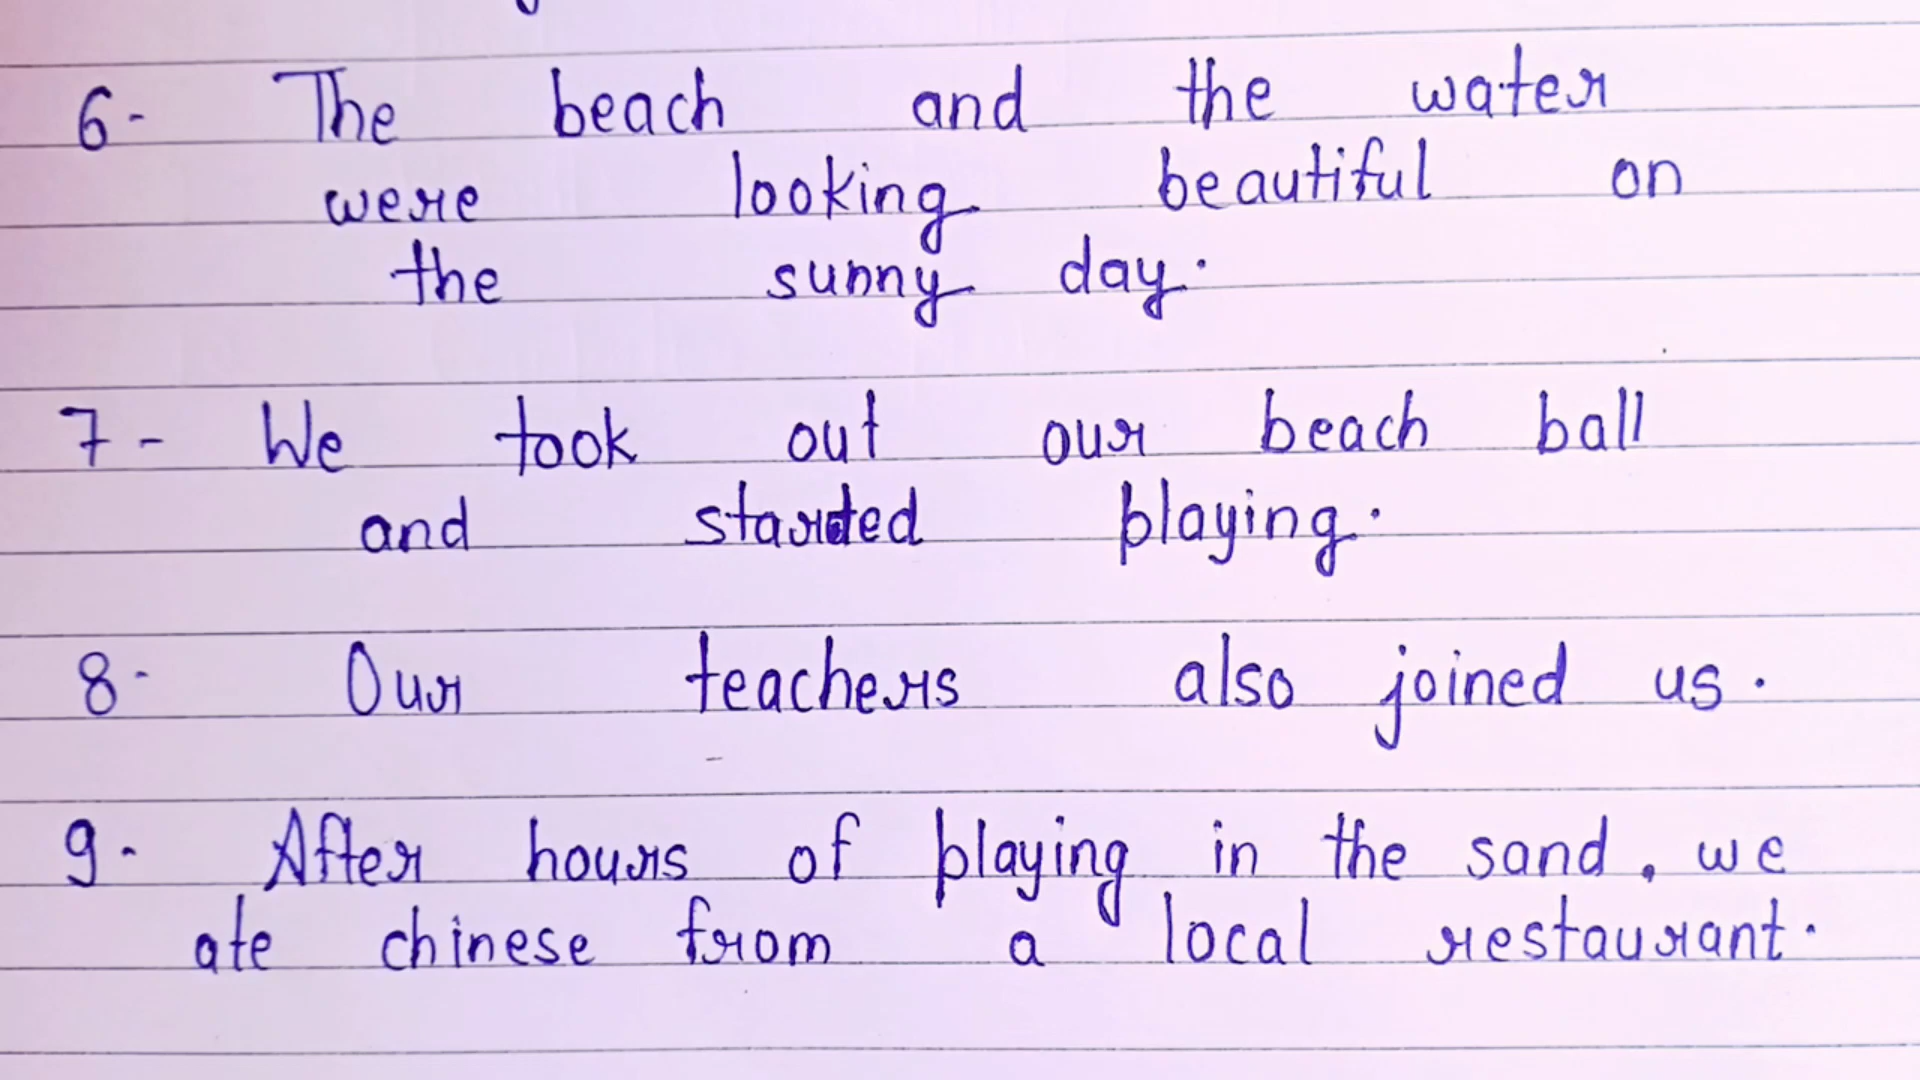 6- The beach and the water
were looking beautiful on
the sunny day.
7- We took out our beach ball
and started playing.
8- Our teachers also joined us.
9- After hours of playing in the sand, we
ate chinese from a local restaurant.